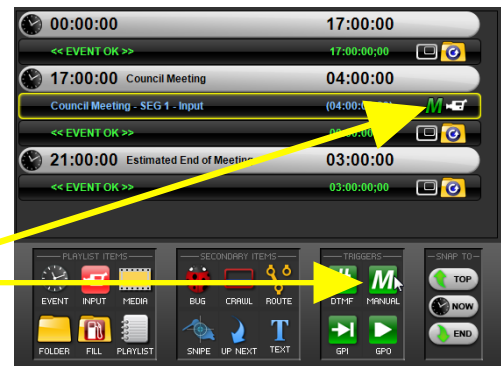 00:00:00 17:00:00
<< EVENT OK >> 17:00:00;00
17:00:00 Council Meeting 04:00:00
Council Meeting - SEG 1 - Input (04:00: M
<< EVENT OK >>
21:00:00 Estimated End of Meeting 03:00:00
<< EVENT OK >> 03:00:00;00
PLAYLIST ITEMS SECONDARY ITEMS TRIGGERS SNAP TO
EVENT INPUT MEDIA BUG CRAWL ROUTE DTMF M MANUAL TOP
NOW
FOLDER FILL PLAYLIST SNIPE UP NEXT T TEXT GPI GPO END